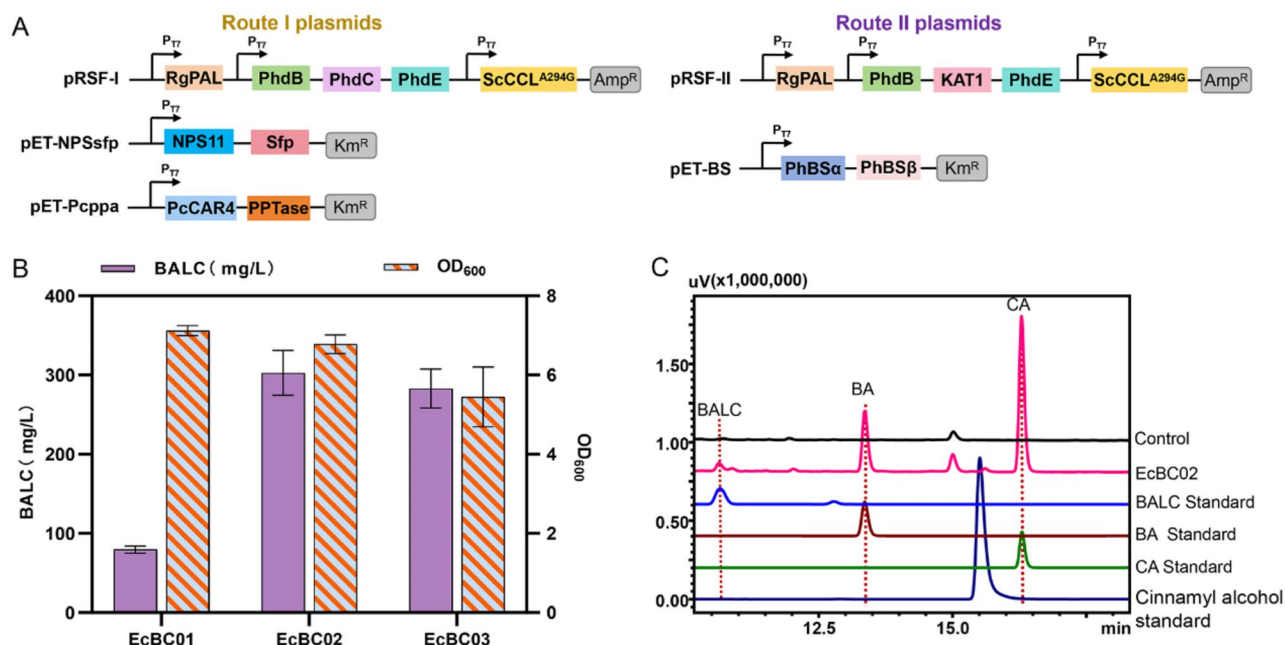 A
Route I plasmids
PT7 PT7 PT7
pRSF-I RgPAL PhdB PhdC PhdE ScCCLA294G AmpR
PT7
pET-NPSsfp NPS11 Sfp KmR
PT7
pET-Pcppa PcCAR4 PPTase KmR
Route II plasmids
PT7 PT7 PT7
pRSF-II RgPAL PhdB KAT1 PhdE ScCCLA294G AmpR
PT7
pET-BS PhBSα PhBSβ KmR
B
BALC( mg/L) OD600
400
300
200
100
0
BALC( mg/L)
8
6
4
2
0
OD600
EcBC01 EcBC02 EcBC03
C
uV(x1,000,000)
CA
1.50
BA
BALC
1.00
Control
EcBC02
BALC Standard
0.50
BA Standard
CA Standard
0.00
Cinnamyl alcohol
standard
12.5 15.0 min